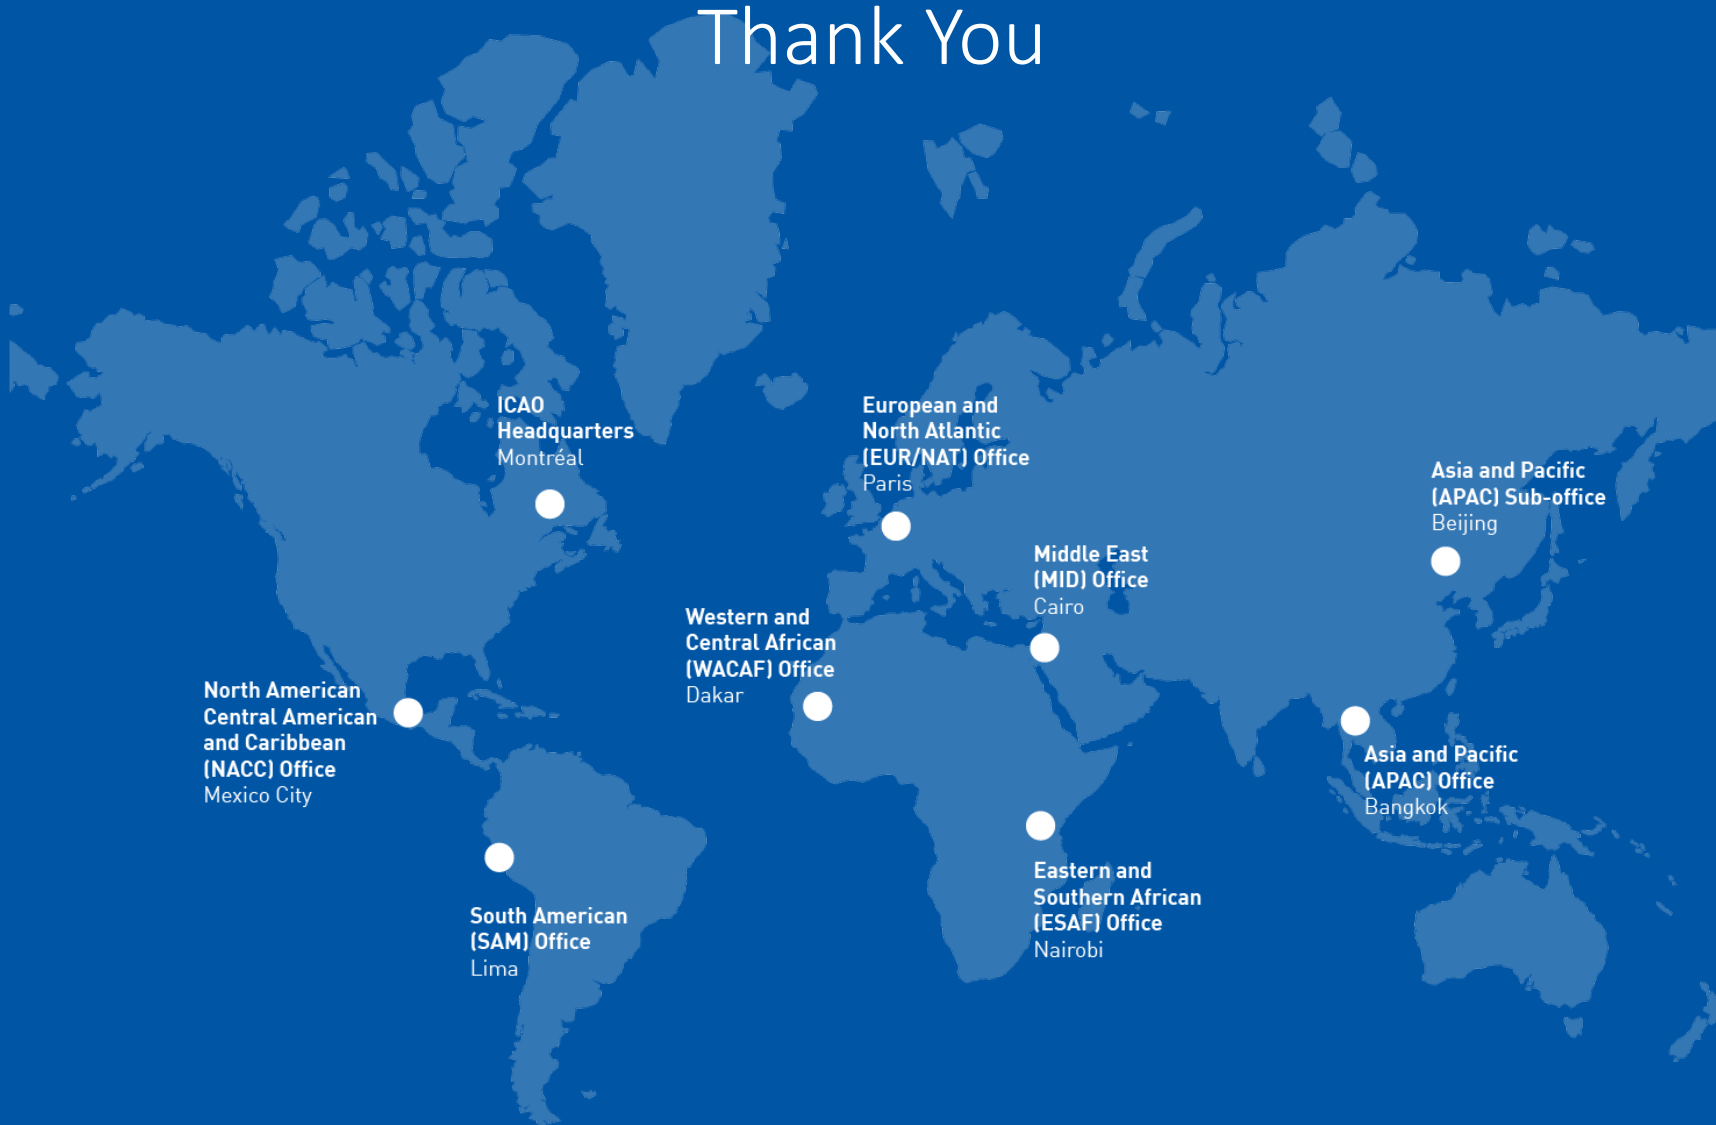 Thank You
ICAO
Headquarters
Montréal
European and
North Atlantic
(EUR/NAT) Office
Paris
Asia and Pacific
(APAC) Sub-office
Beijing
Middle East
(MID) Office
Cairo
Western and
Central African
(WACAF) Office
Dakar
North American
Central American
and Caribbean
(NACC) Office
Mexico City
Asia and Pacific
(APAC) Office
Bangkok
South American
(SAM) Office
Lima
Eastern and
Southern African
(ESAF) Office
Nairobi